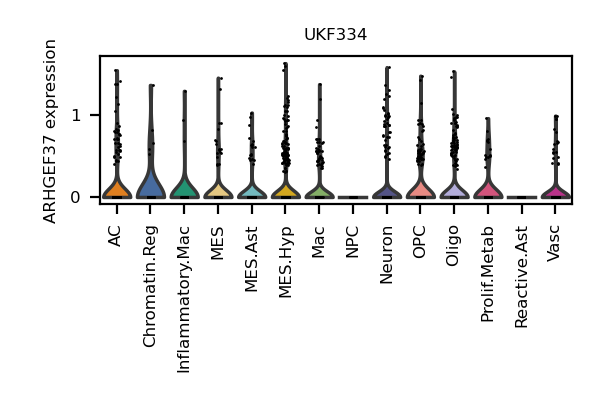 UKF334
ARHGEF37 expression
1
0
AC
Chromatin.Reg
Inflammatory.Mac
MES
MES.Ast
MES.Hyp
Mac
NPC
Neuron
OPC
Oligo
Prolif.Metab
Reactive.Ast
Vasc